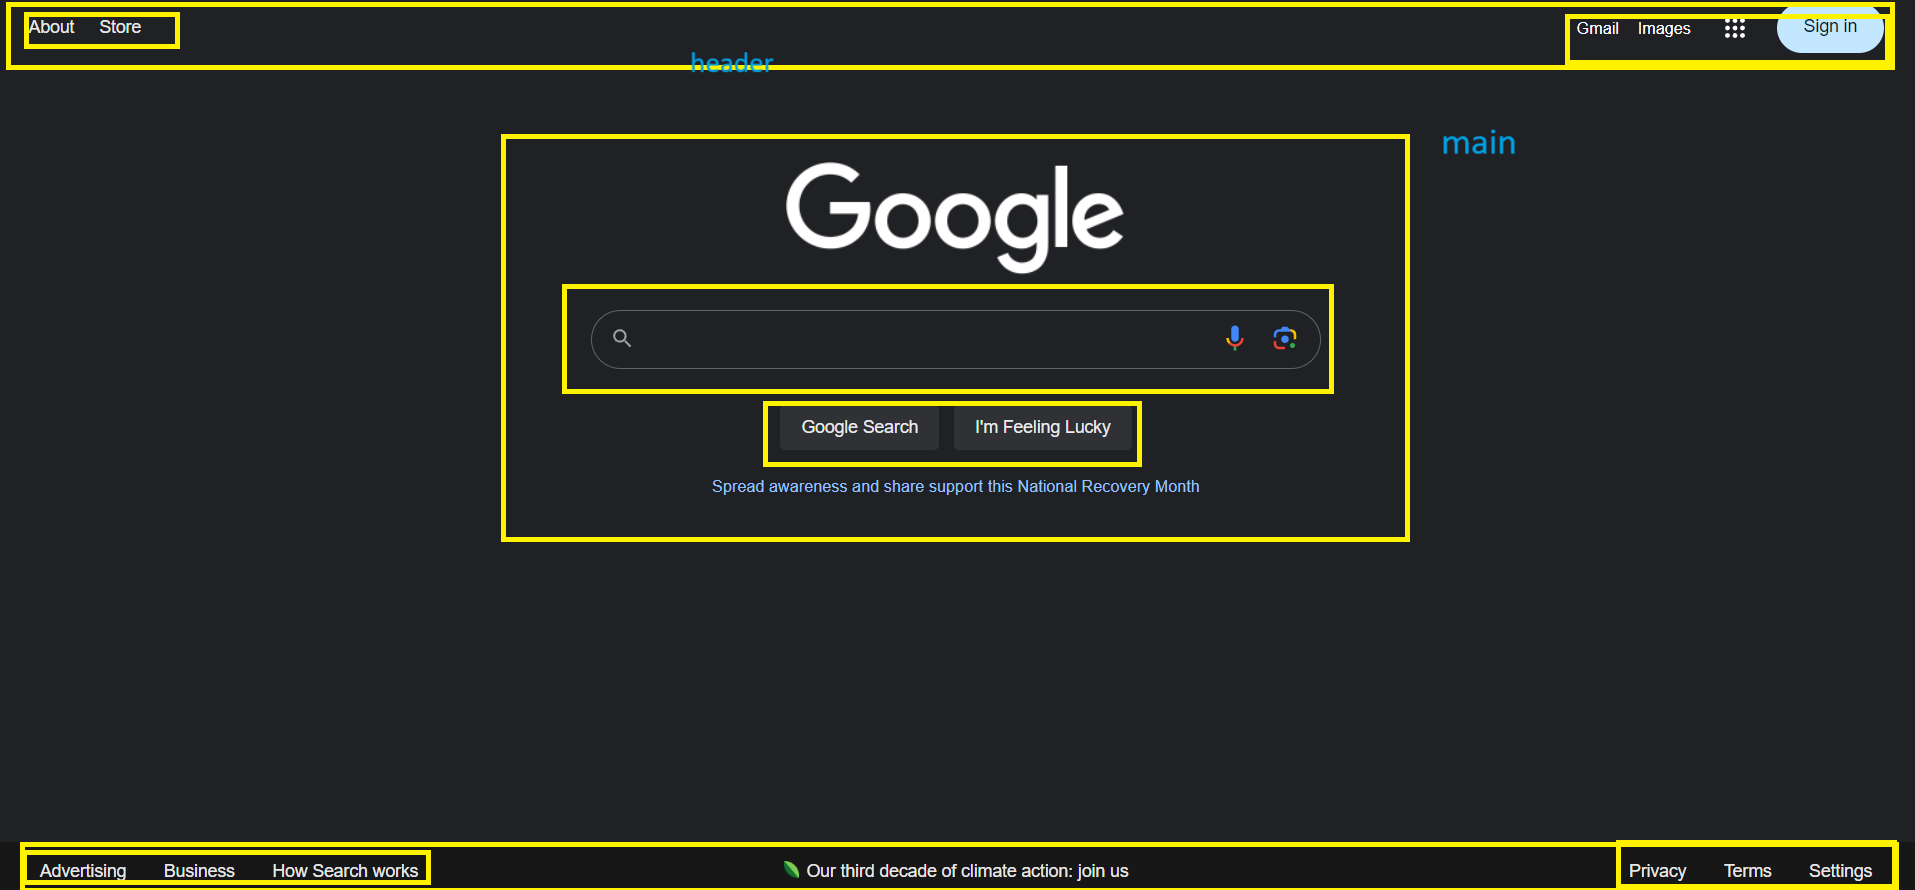 About Store
Gmail Images Sign in
header
main
Google
Google Search I'm Feeling Lucky
Spread awareness and share support this National Recovery Month
Advertising Business How Search works Our third decade of climate action: join us Privacy Terms Settings